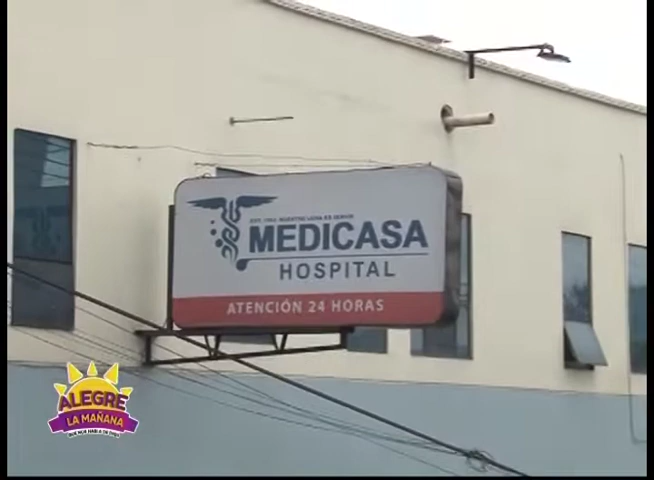 MEDICASA
HOSPITAL
ATENCIÓN 24 HORAS
ALEGRE
LA MAÑANA